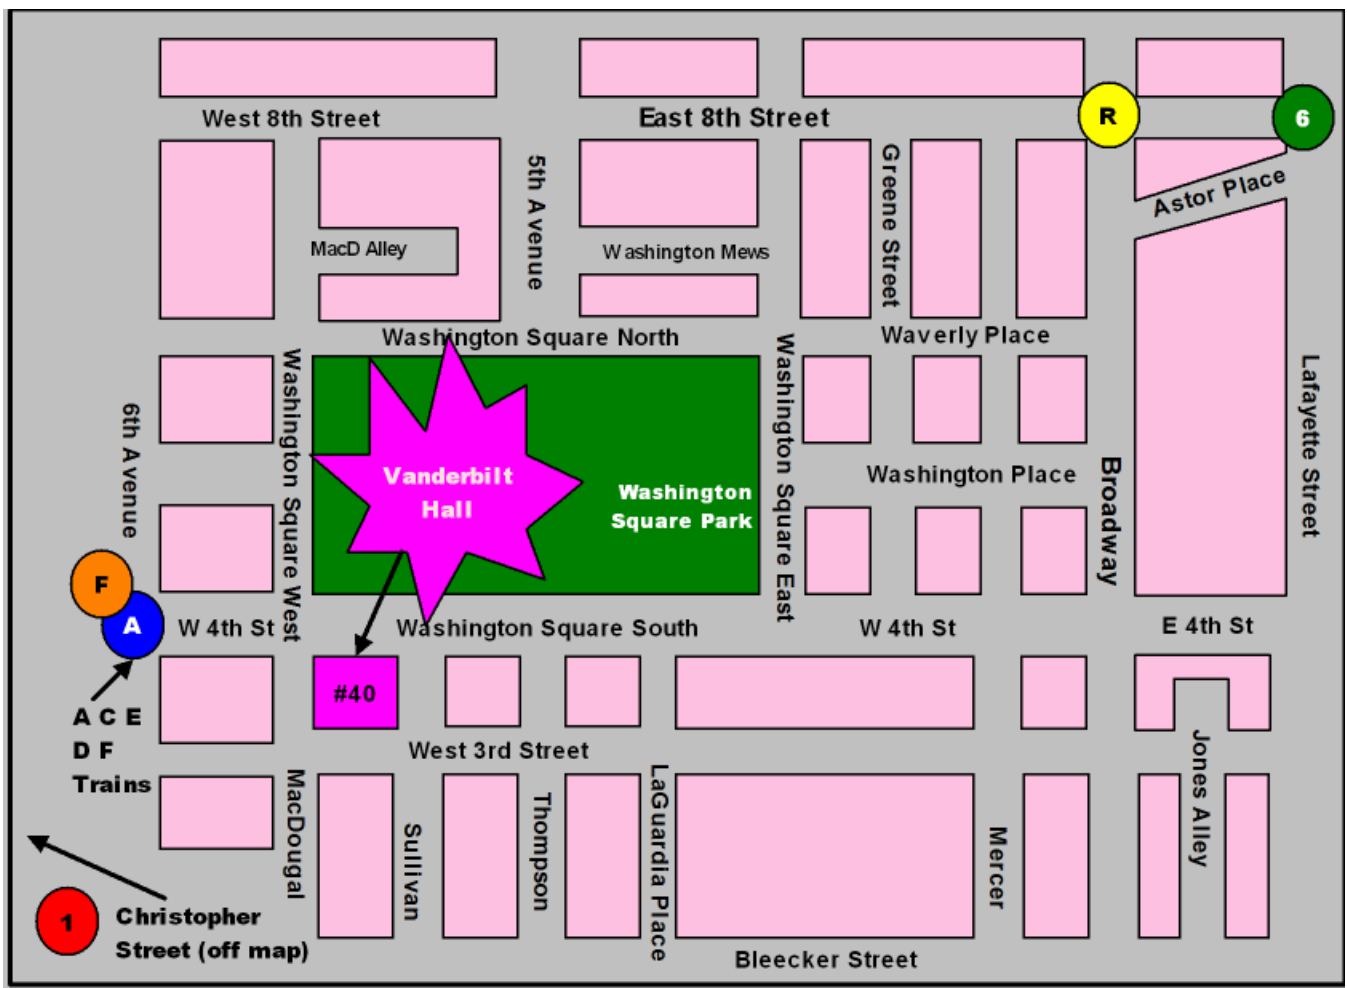 West 8th Street
East 8th Street
R
6
5th Avenue
Greene Street
Astor Place
MacD Alley
Washington Mews
Washington Square North
Waverly Place
Washington Square West
Washington Square East
Lafayette Street
6th Avenue
Vanderbilt
Hall
Washington
Square Park
Washington Place
Broadway
F
A
W 4th St
Washington Square South
W 4th St
E 4th St
#40
A C E
D F
Trains
West 3rd Street
Jones Alley
MacDougal
Sullivan
Thompson
LaGuardia Place
Mercer
1
Christopher
Street (off map)
Bleecker Street